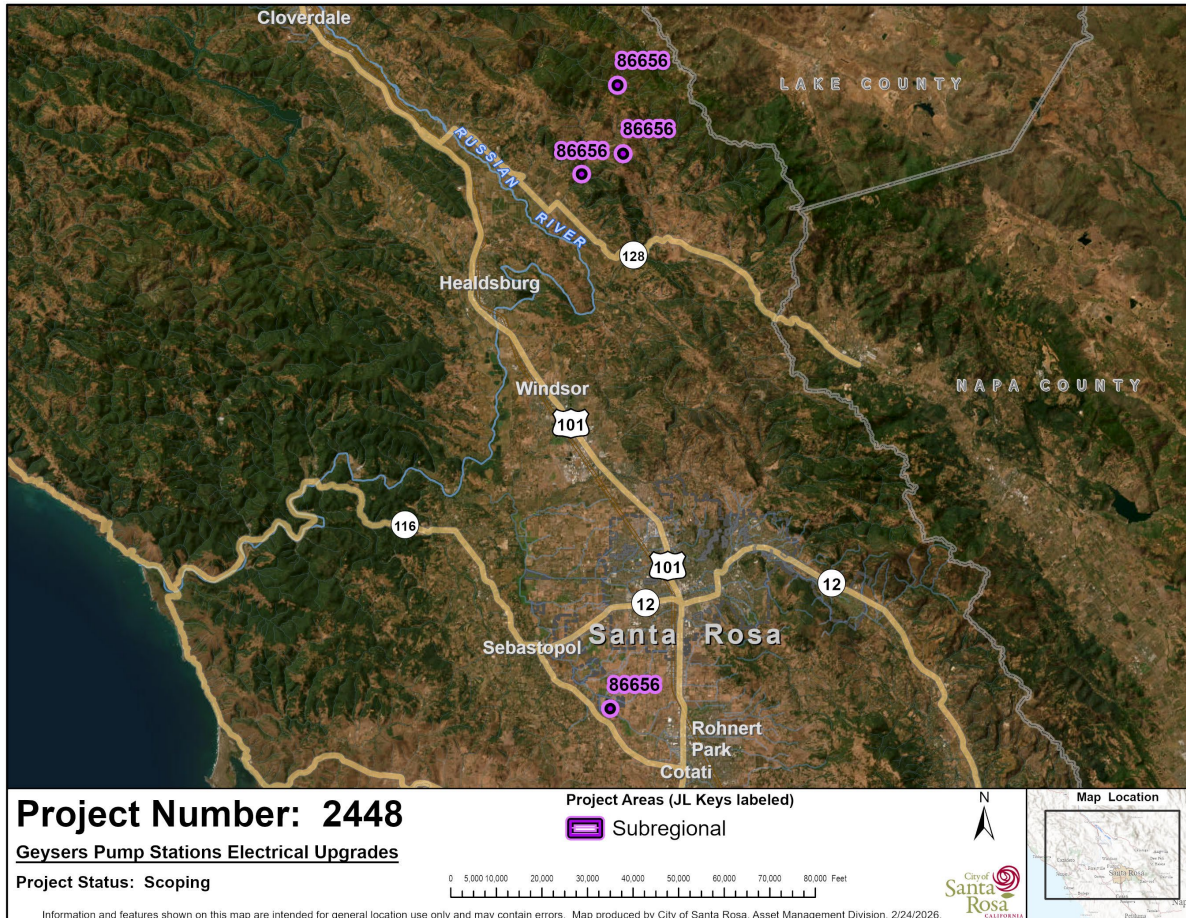 Cloverdale
86656
LAKE COUNTY
86656
86656
RUSSIAN
RIVER
128
Healdsburg
Windsor
NAPA COUNTY
101
116
101
12
12
Santa Rosa
Sebastopol
86656
Rohnert
Park
Cotati
Project Number: 2448
Geysers Pump Stations Electrical Upgrades
Project Status: Scoping
Project Areas (JL Keys labeled)
Subregional
0 5,000 10,000 20,000 30,000 40,000 50,000 60,000 70,000 80,000 Feet
N
City of
Santa
Rosa
CALIFORNIA
Map Location
Santa Rosa
Information and features shown on this map are intended for general location use only and may contain errors. Map produced by City of Santa Rosa, Asset Management Division, 2/24/2026.